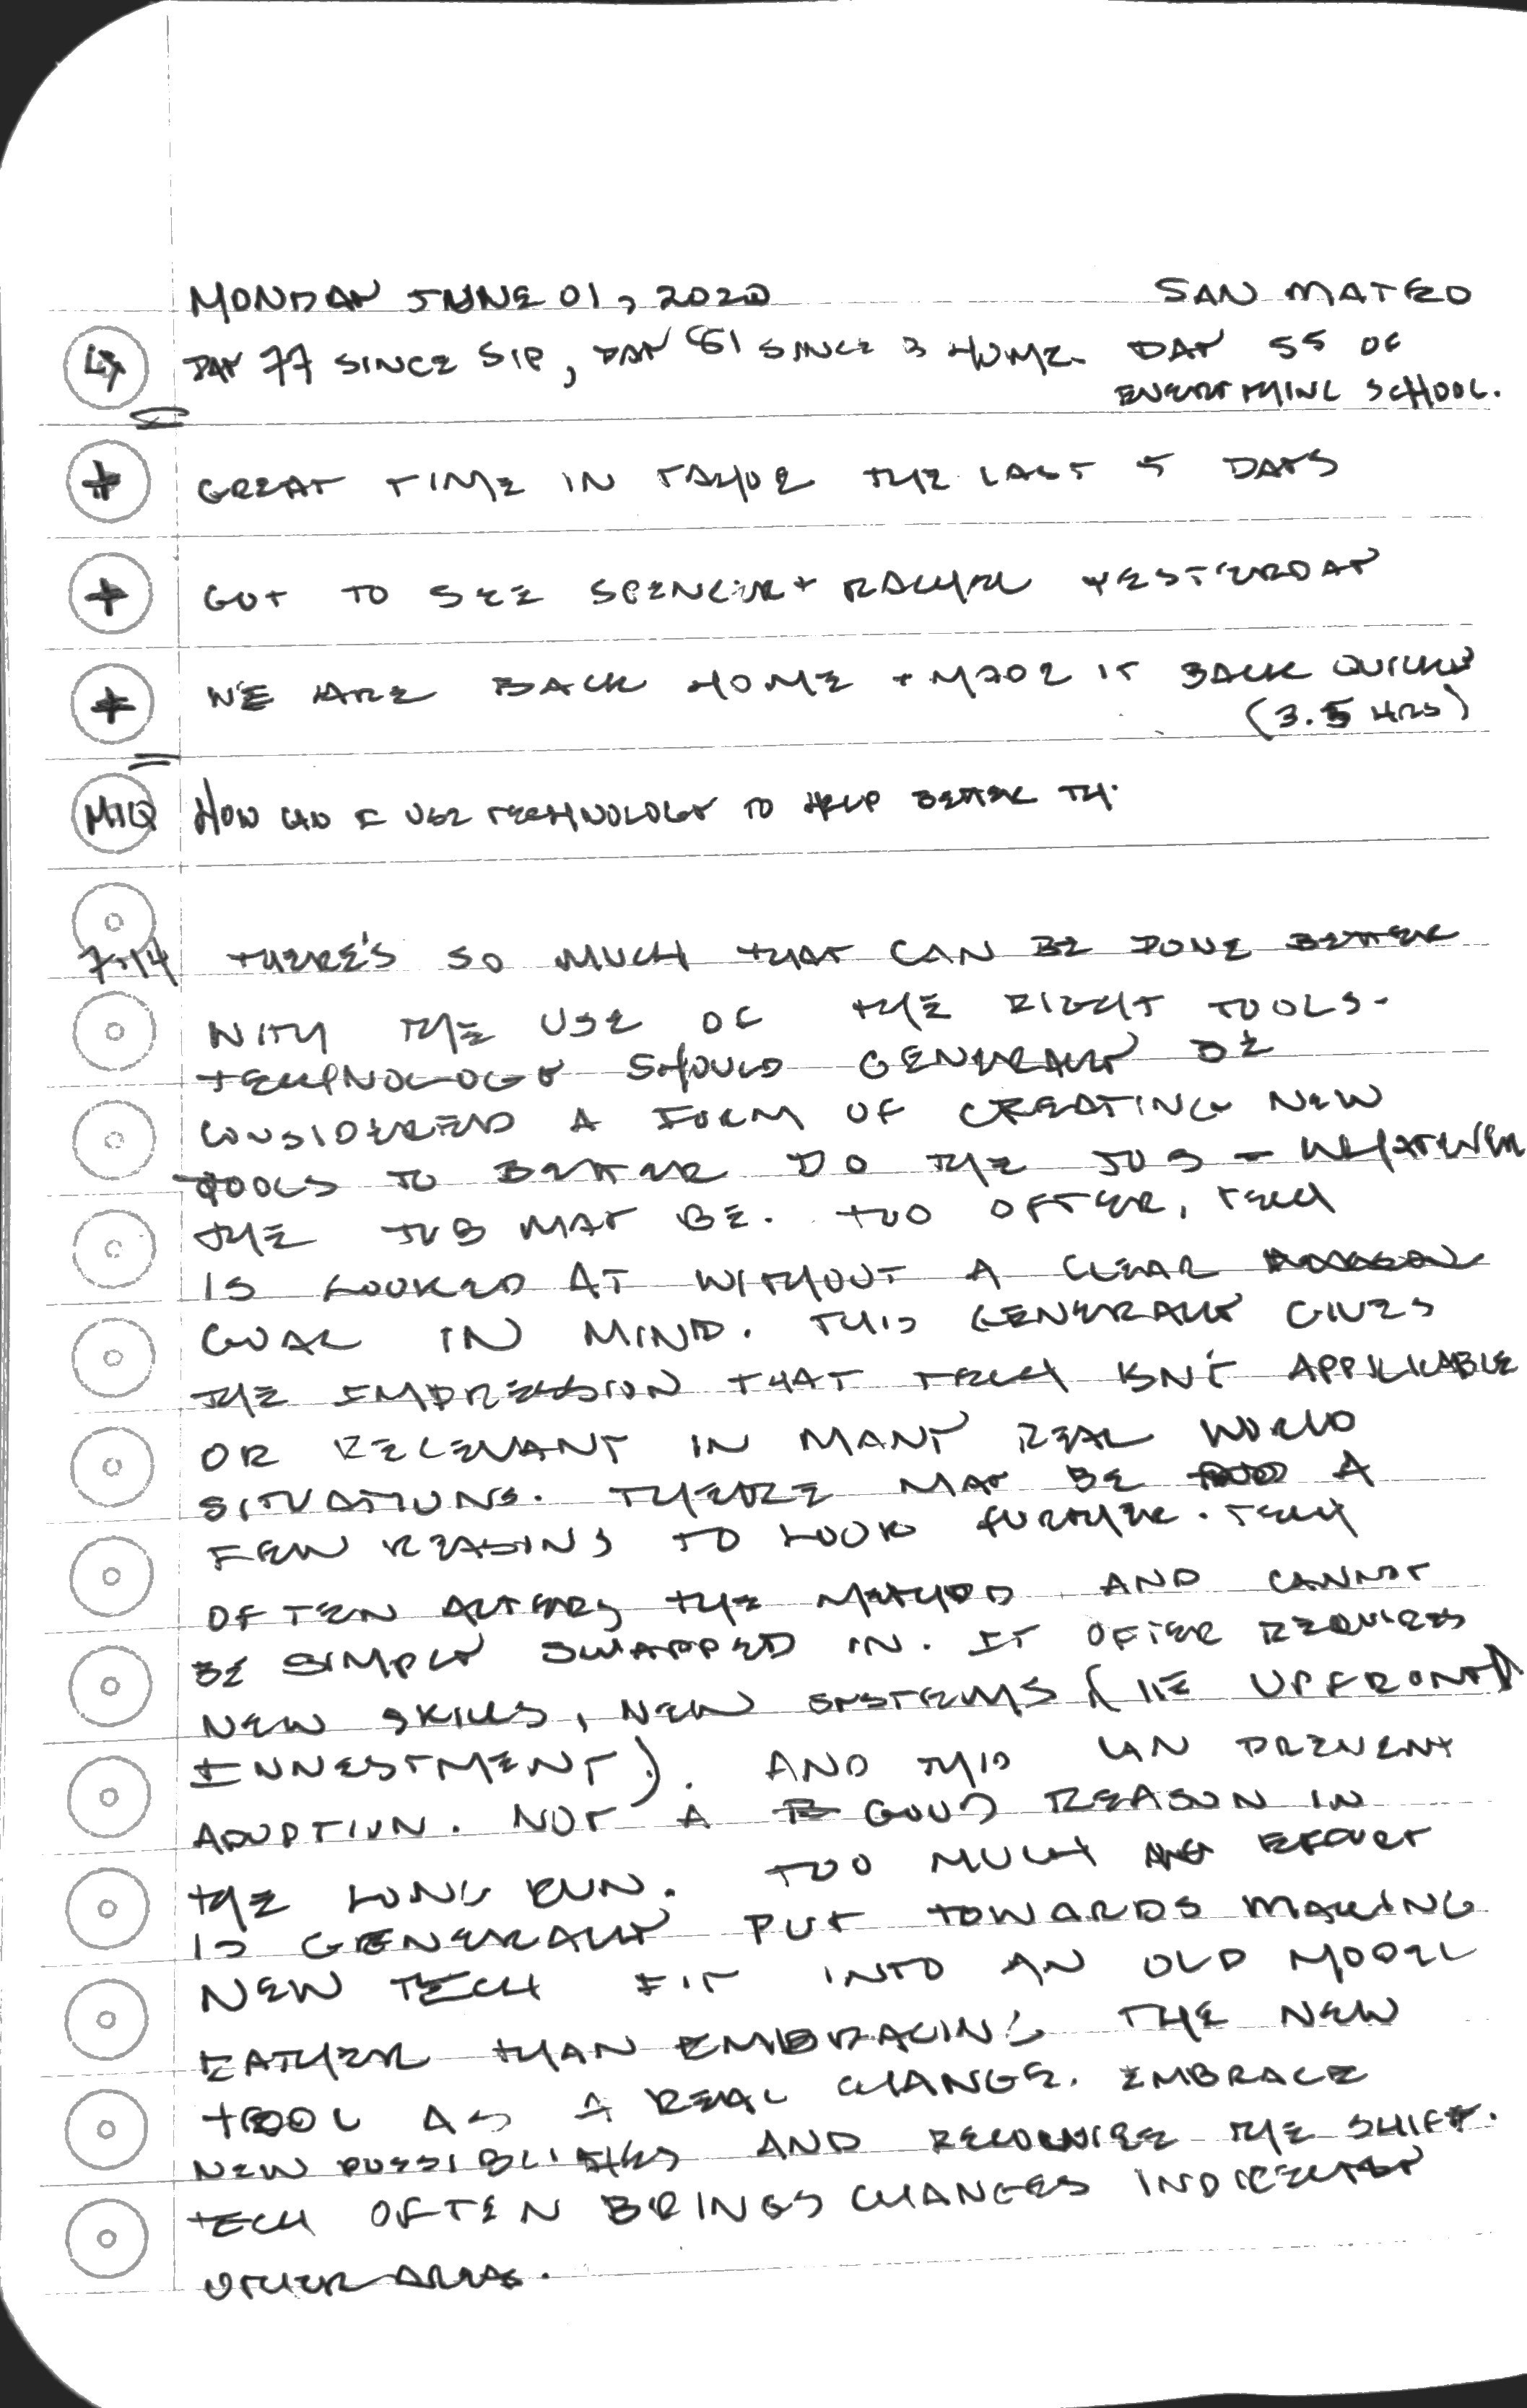 MONDAY JUNE 01, 2020 SAN MATEO
DAY 77 SINCE SIP, DAY 81 SINCE B HOME. DAY 55 OF
EVERYTHING SCHOOL.
+ GREAT TIME IN TAHOE THE LAST 5 DAYS
+ GOT TO SEE SPENCER + RACHEL YESTERDAY
+ WE ARE BACK HOME + MADE IT BACK QUICKLY
(3.5 HRS)
MIQ HOW CAN I USE TECHNOLOGY TO HELP BETTER TH.
7:14 THERE'S SO MUCH THAT CAN BE DONE BETTER
WITH THE USE OF THE RIGHT TOOLS.
TECHNOLOGY SHOULD GENERALLY BE
CONSIDERED A FORM OF CREATING NEW
TOOLS TO BETTER DO THE JOB - WHATEVER
THE JOB MAY BE. TOO OFTER, TECH
IS LOOKED AT WITHOUT A CLEAR
GOAL IN MIND. THIS GENERALLY GIVES
THE IMPRESSION THAT TECH ISN'T APPLICABLE
OR RELEVANT IN MANY REAL WORLD
SITUATIONS. THERE MAY BE A
FEW REASONS TO LOOK FURTHER. TECH
OFTEN ALTERS THE METHOD AND CANNOT
BE SIMPLY SWAPPED IN. IT OFTER REQUIRES
NEW SKILLS, NEW SYSTEMS (IE UPFRONT
INVESTMENT). AND THIS CAN PREVENT
ADOPTION. NOT A GOOD REASON IN
THE LONG RUN. TOO MUCH EFFORT
IS GENERALLY PUT TOWARDS MAKING
NEW TECH FIT INTO AN OLD MODEL
RATHER THAN EMBRACING THE NEW
TOOL AS A REAL CHANGE. EMBRACE
NEW POSSIBLITIES AND RECOGNIZE THE SHIFT.
TECH OFTEN BRINGS CHANGES INDIRECTLY
OTHER AREAS.